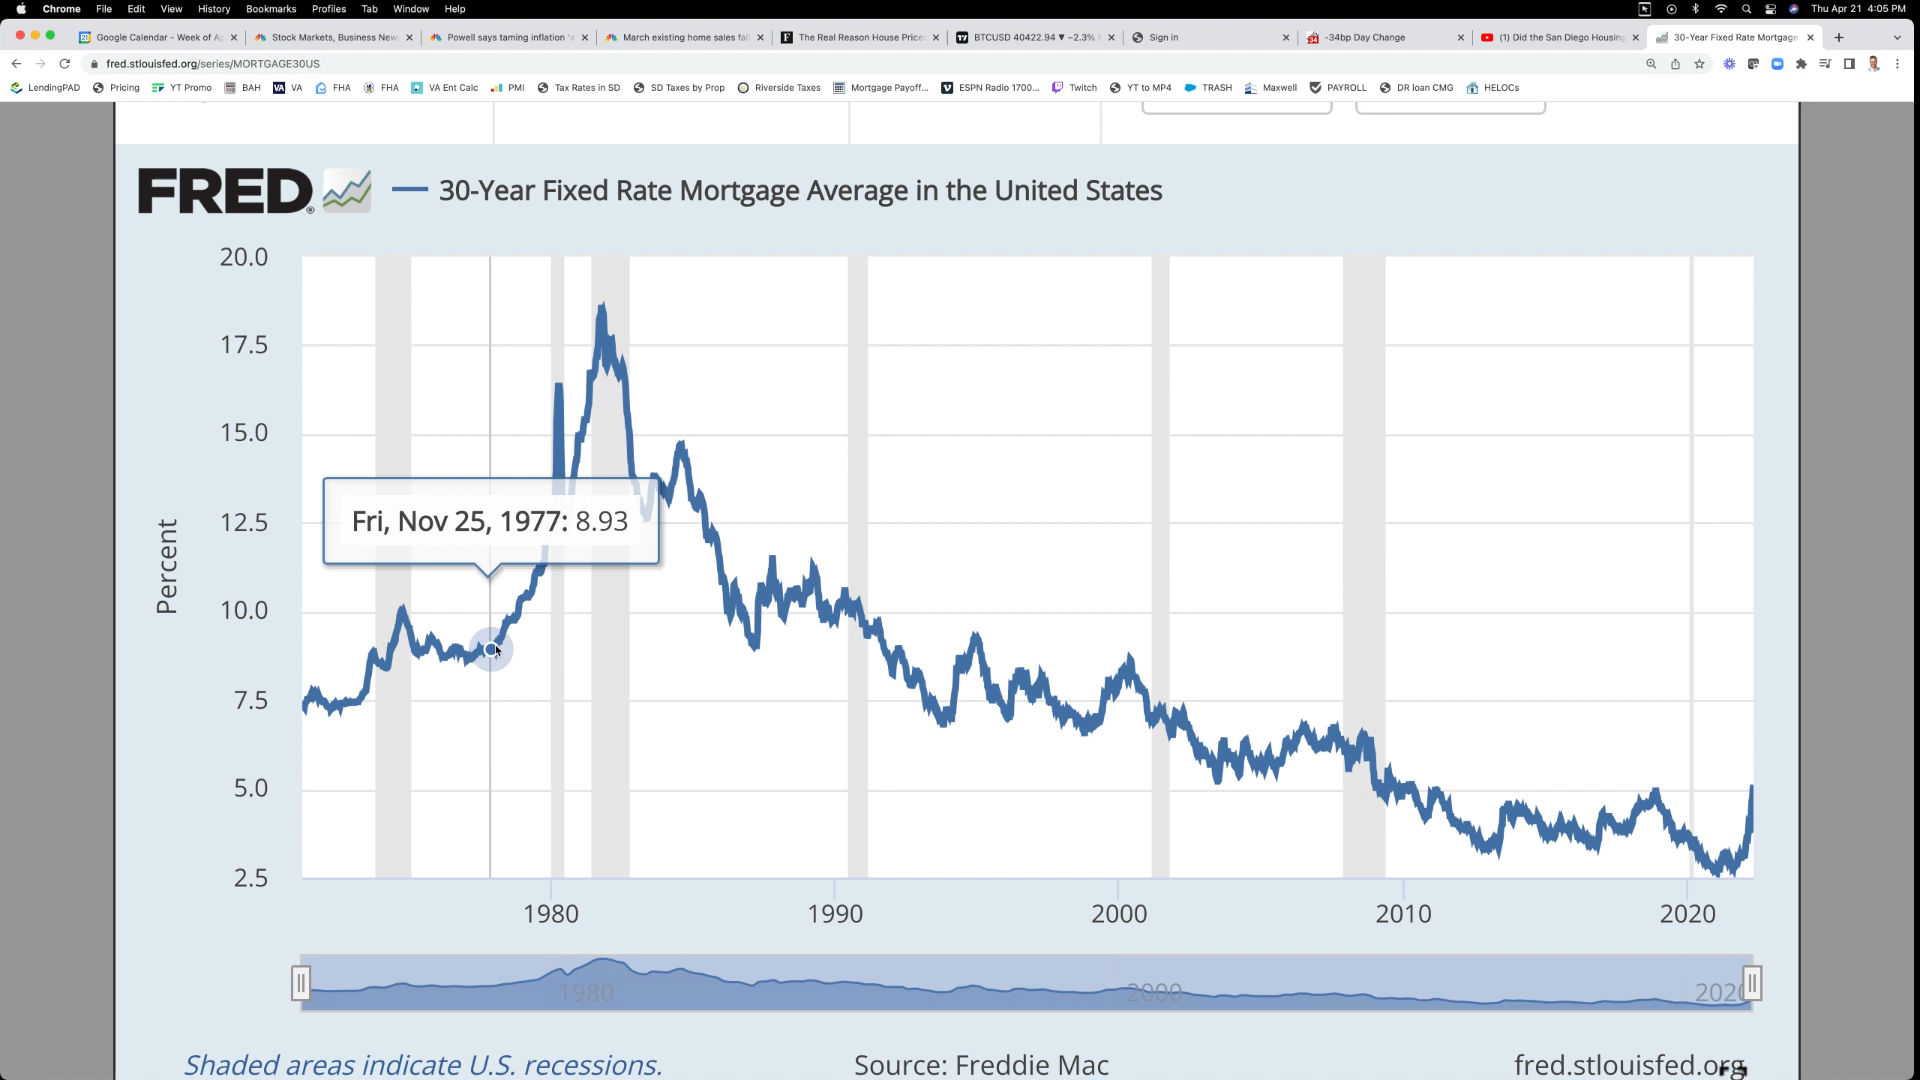 Chrome File Edit View History Bookmarks Profiles Tab Window Help Thu Apr 21 4:05 PM
Google Calendar - Week of Ap Stock Markets, Business News Powell says taming inflation 'a March existing home sales fal The Real Reason House Prices BTCUSD 40422.94 ▼ −2.3% Sign in -34bp Day Change (1) Did the San Diego Housing 30-Year Fixed Rate Mortgage
fred.stlouisfed.org/series/MORTGAGE30US
LendingPAD Pricing YT Promo BAH VA FHA FHA VA Ent Calc PMI Tax Rates in SD SD Taxes by Prop Riverside Taxes Mortgage Payoff... ESPN Radio 1700... Twitch YT to MP4 TRASH Maxwell PAYROLL DR loan CMG HELOCs
FRED® 30-Year Fixed Rate Mortgage Average in the United States
20.0
17.5
15.0
12.5
10.0
7.5
5.0
2.5
Percent
Fri, Nov 25, 1977: 8.93
1980 1990 2000 2010 2020
1980 2000 2020
Shaded areas indicate U.S. recessions. Source: Freddie Mac fred.stlouisfed.org